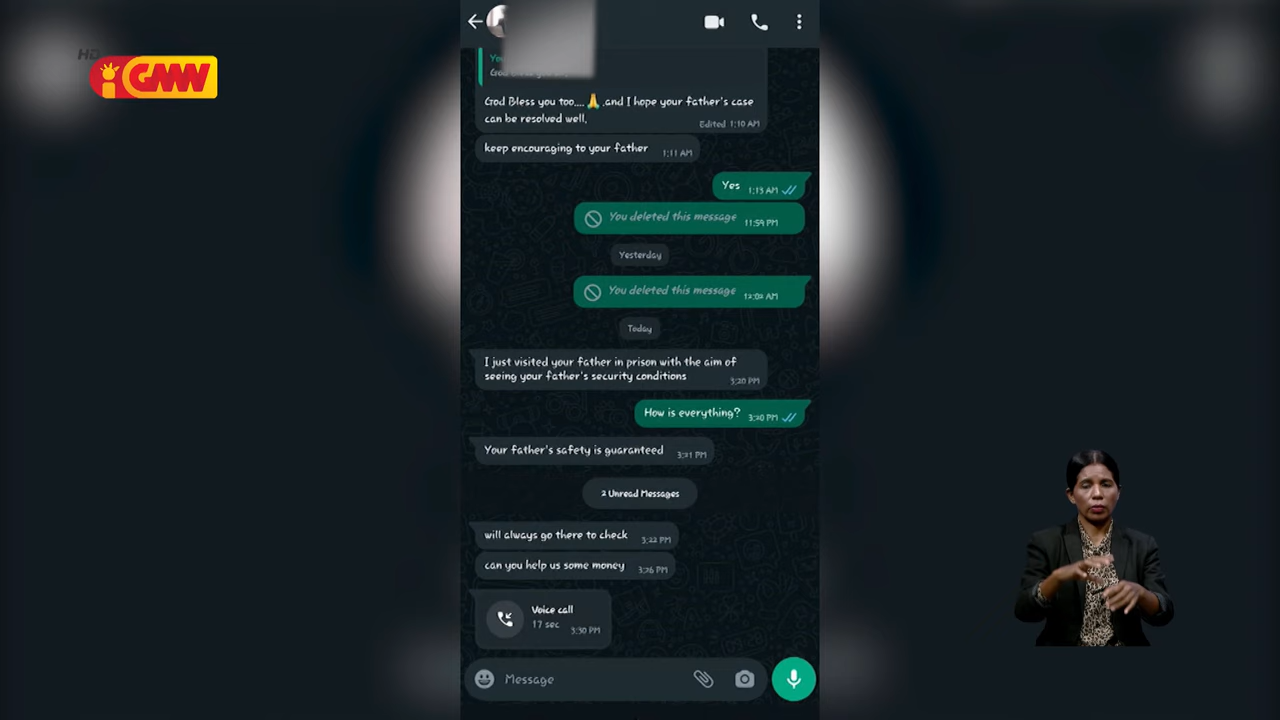 HD
iGMW
God Bless you too.... 🙏 .and I hope your father's case
can be resolved well.
Edited 1:10 AM
keep encouraging to your father 1:11 AM
Yes 1:13 AM
You deleted this message 11:59 PM
Yesterday
You deleted this message 12:02 AM
Today
I just visited your father in prison with the aim of
seeing your father's security conditions
3:20 PM
How is everything? 3:20 PM
Your father's safety is guaranteed 3:21 PM
2 Unread Messages
will always go there to check 3:22 PM
can you help us some money 3:26 PM
Voice call
17 sec 3:30 PM
Message